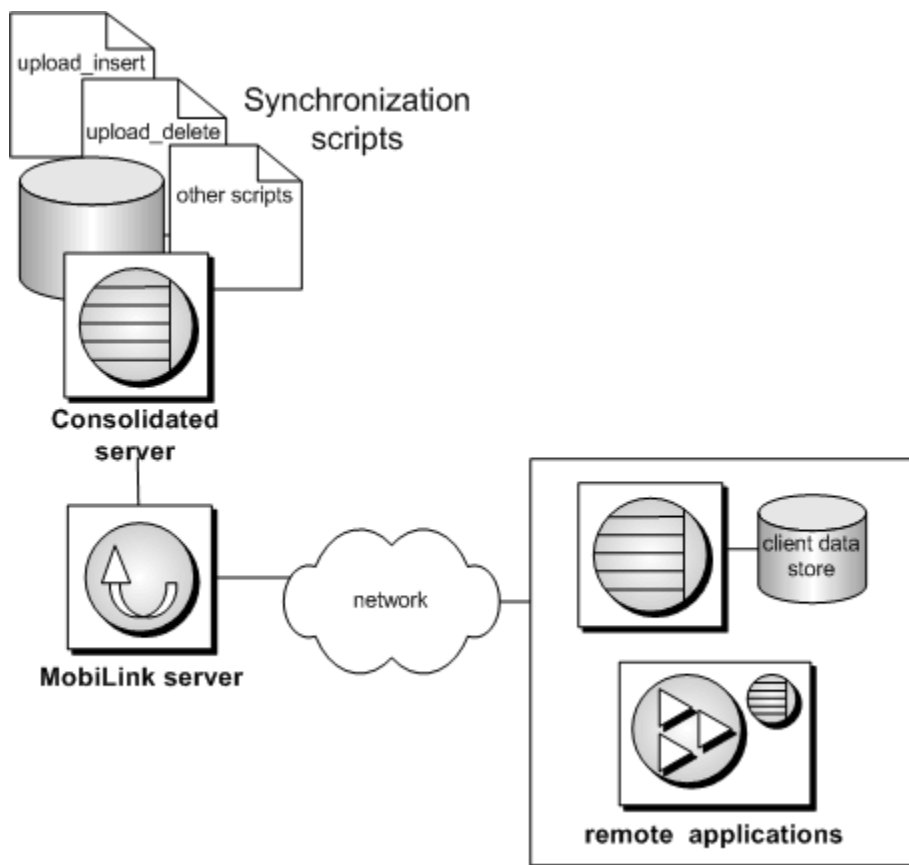 upload_insert
Synchronization
scripts
upload_delete
other scripts
Consolidated
server
MobiLink server
network
client data
store
remote applications